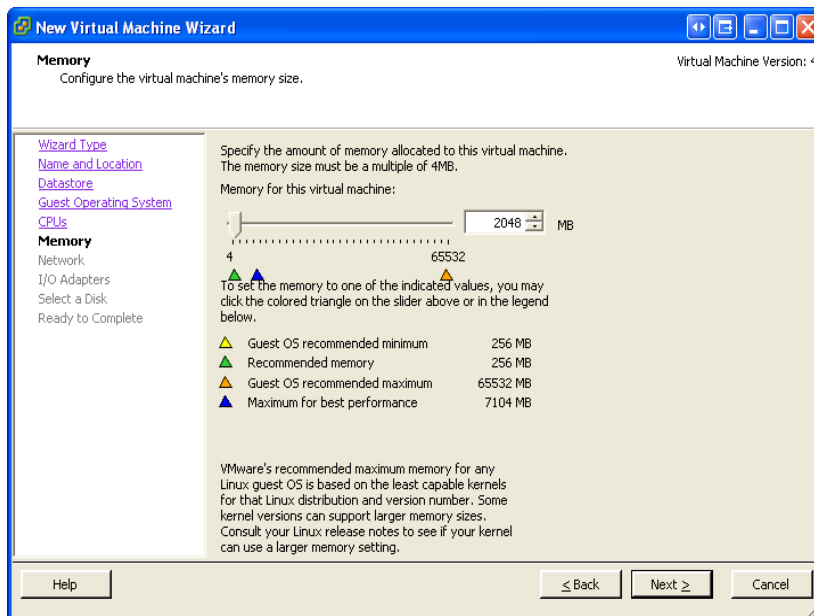 New Virtual Machine Wizard
Memory
Configure the virtual machine's memory size.
Virtual Machine Version: 4
Wizard Type
Name and Location
Datastore
Guest Operating System
CPUs
Memory
Network
I/O Adapters
Select a Disk
Ready to Complete
Specify the amount of memory allocated to this virtual machine.
The memory size must be a multiple of 4MB.
Memory for this virtual machine:
2048 MB
4 65532
To set the memory to one of the indicated values, you may
click the colored triangle on the slider above or in the legend
below.
Guest OS recommended minimum 256 MB
Recommended memory 256 MB
Guest OS recommended maximum 65532 MB
Maximum for best performance 7104 MB
VMware's recommended maximum memory for any
Linux guest OS is based on the least capable kernels
for that Linux distribution and version number. Some
kernel versions can support larger memory sizes.
Consult your Linux release notes to see if your kernel
can use a larger memory setting.
Help ≤ Back Next ≥ Cancel